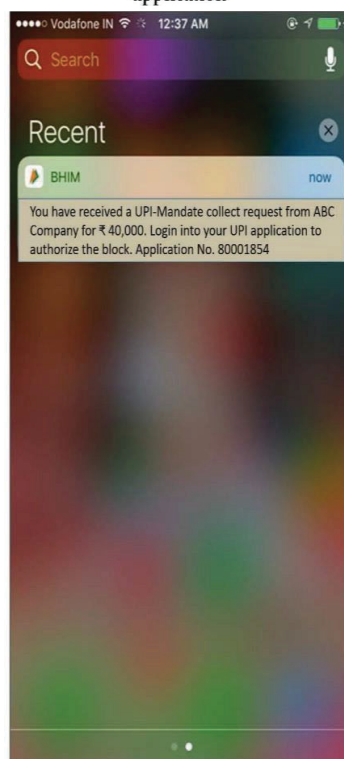 application
Vodafone IN 12:37 AM
Search
Recent
BHIM now
You have received a UPI-Mandate collect request from ABC
Company for ₹ 40,000. Login into your UPI application to
authorize the block. Application No. 80001854